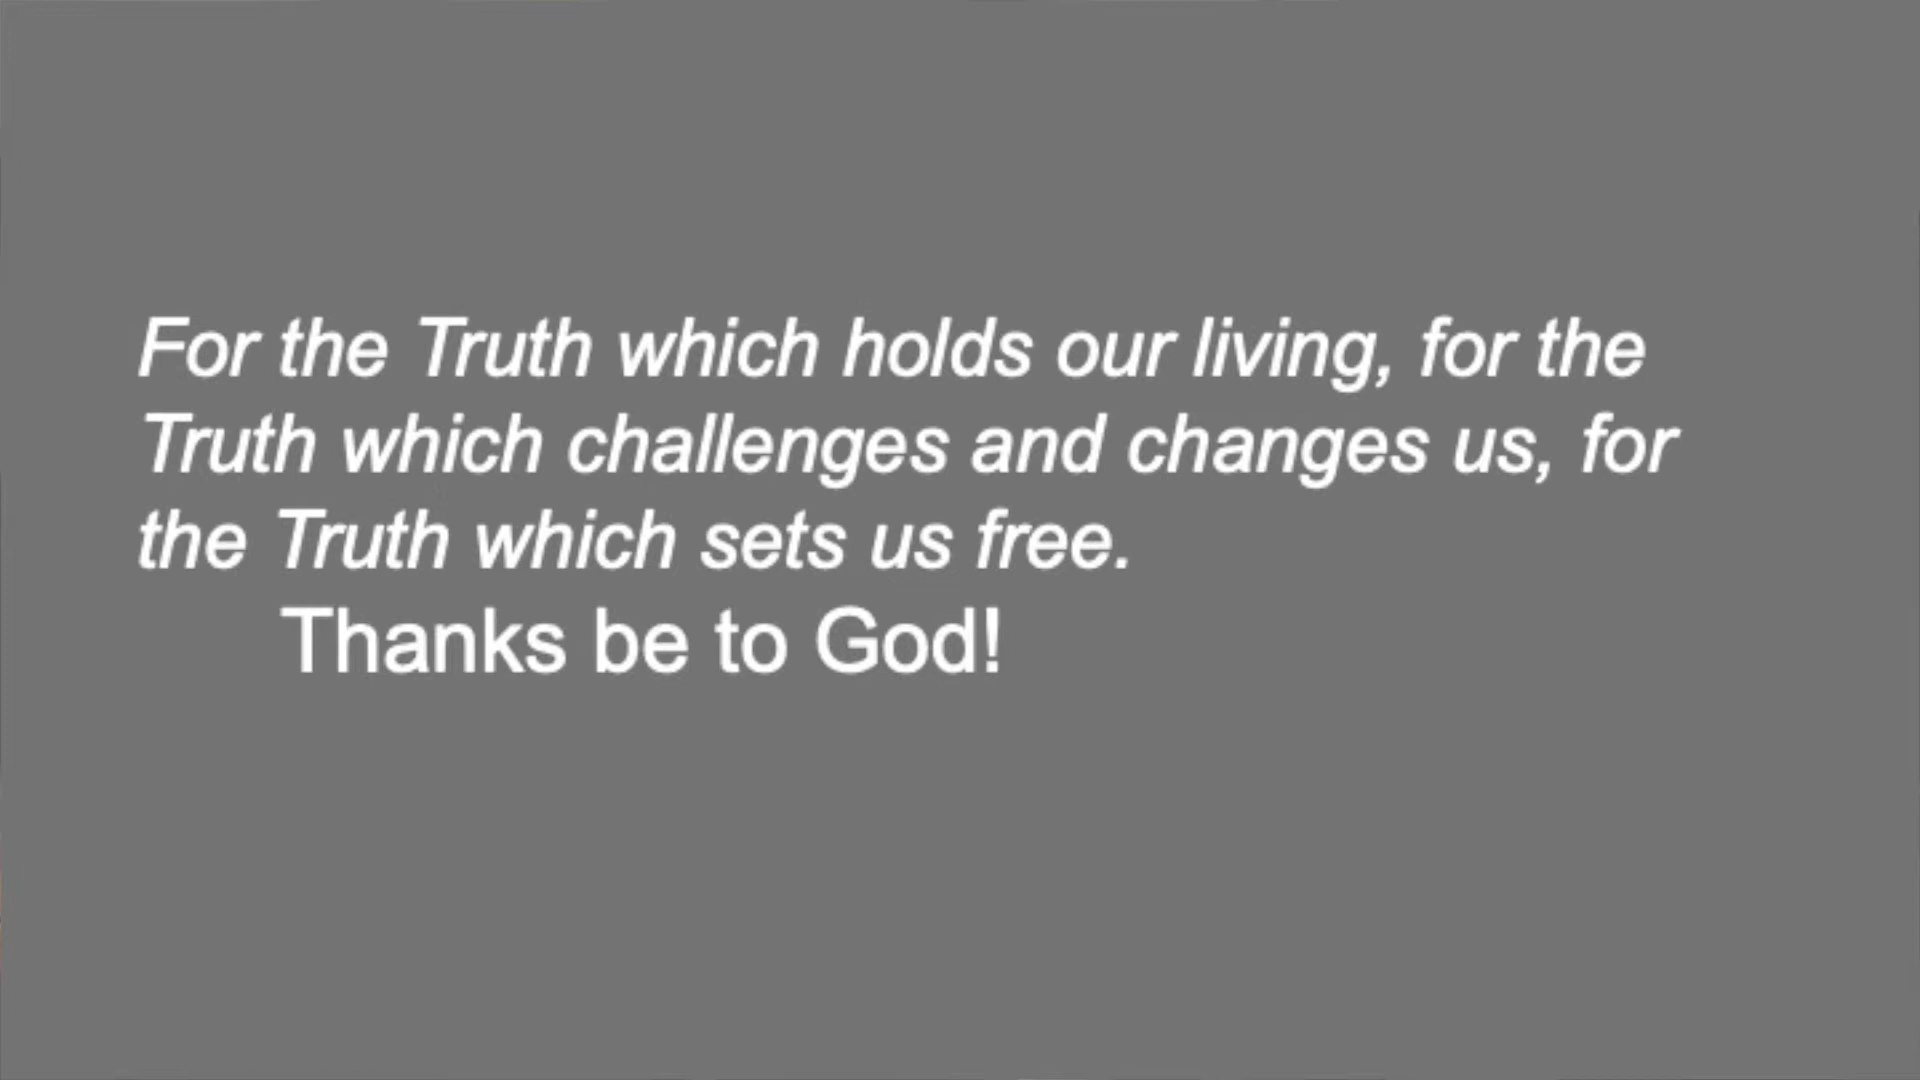 For the Truth which holds our living, for the
Truth which challenges and changes us, for
the Truth which sets us free.
Thanks be to God!